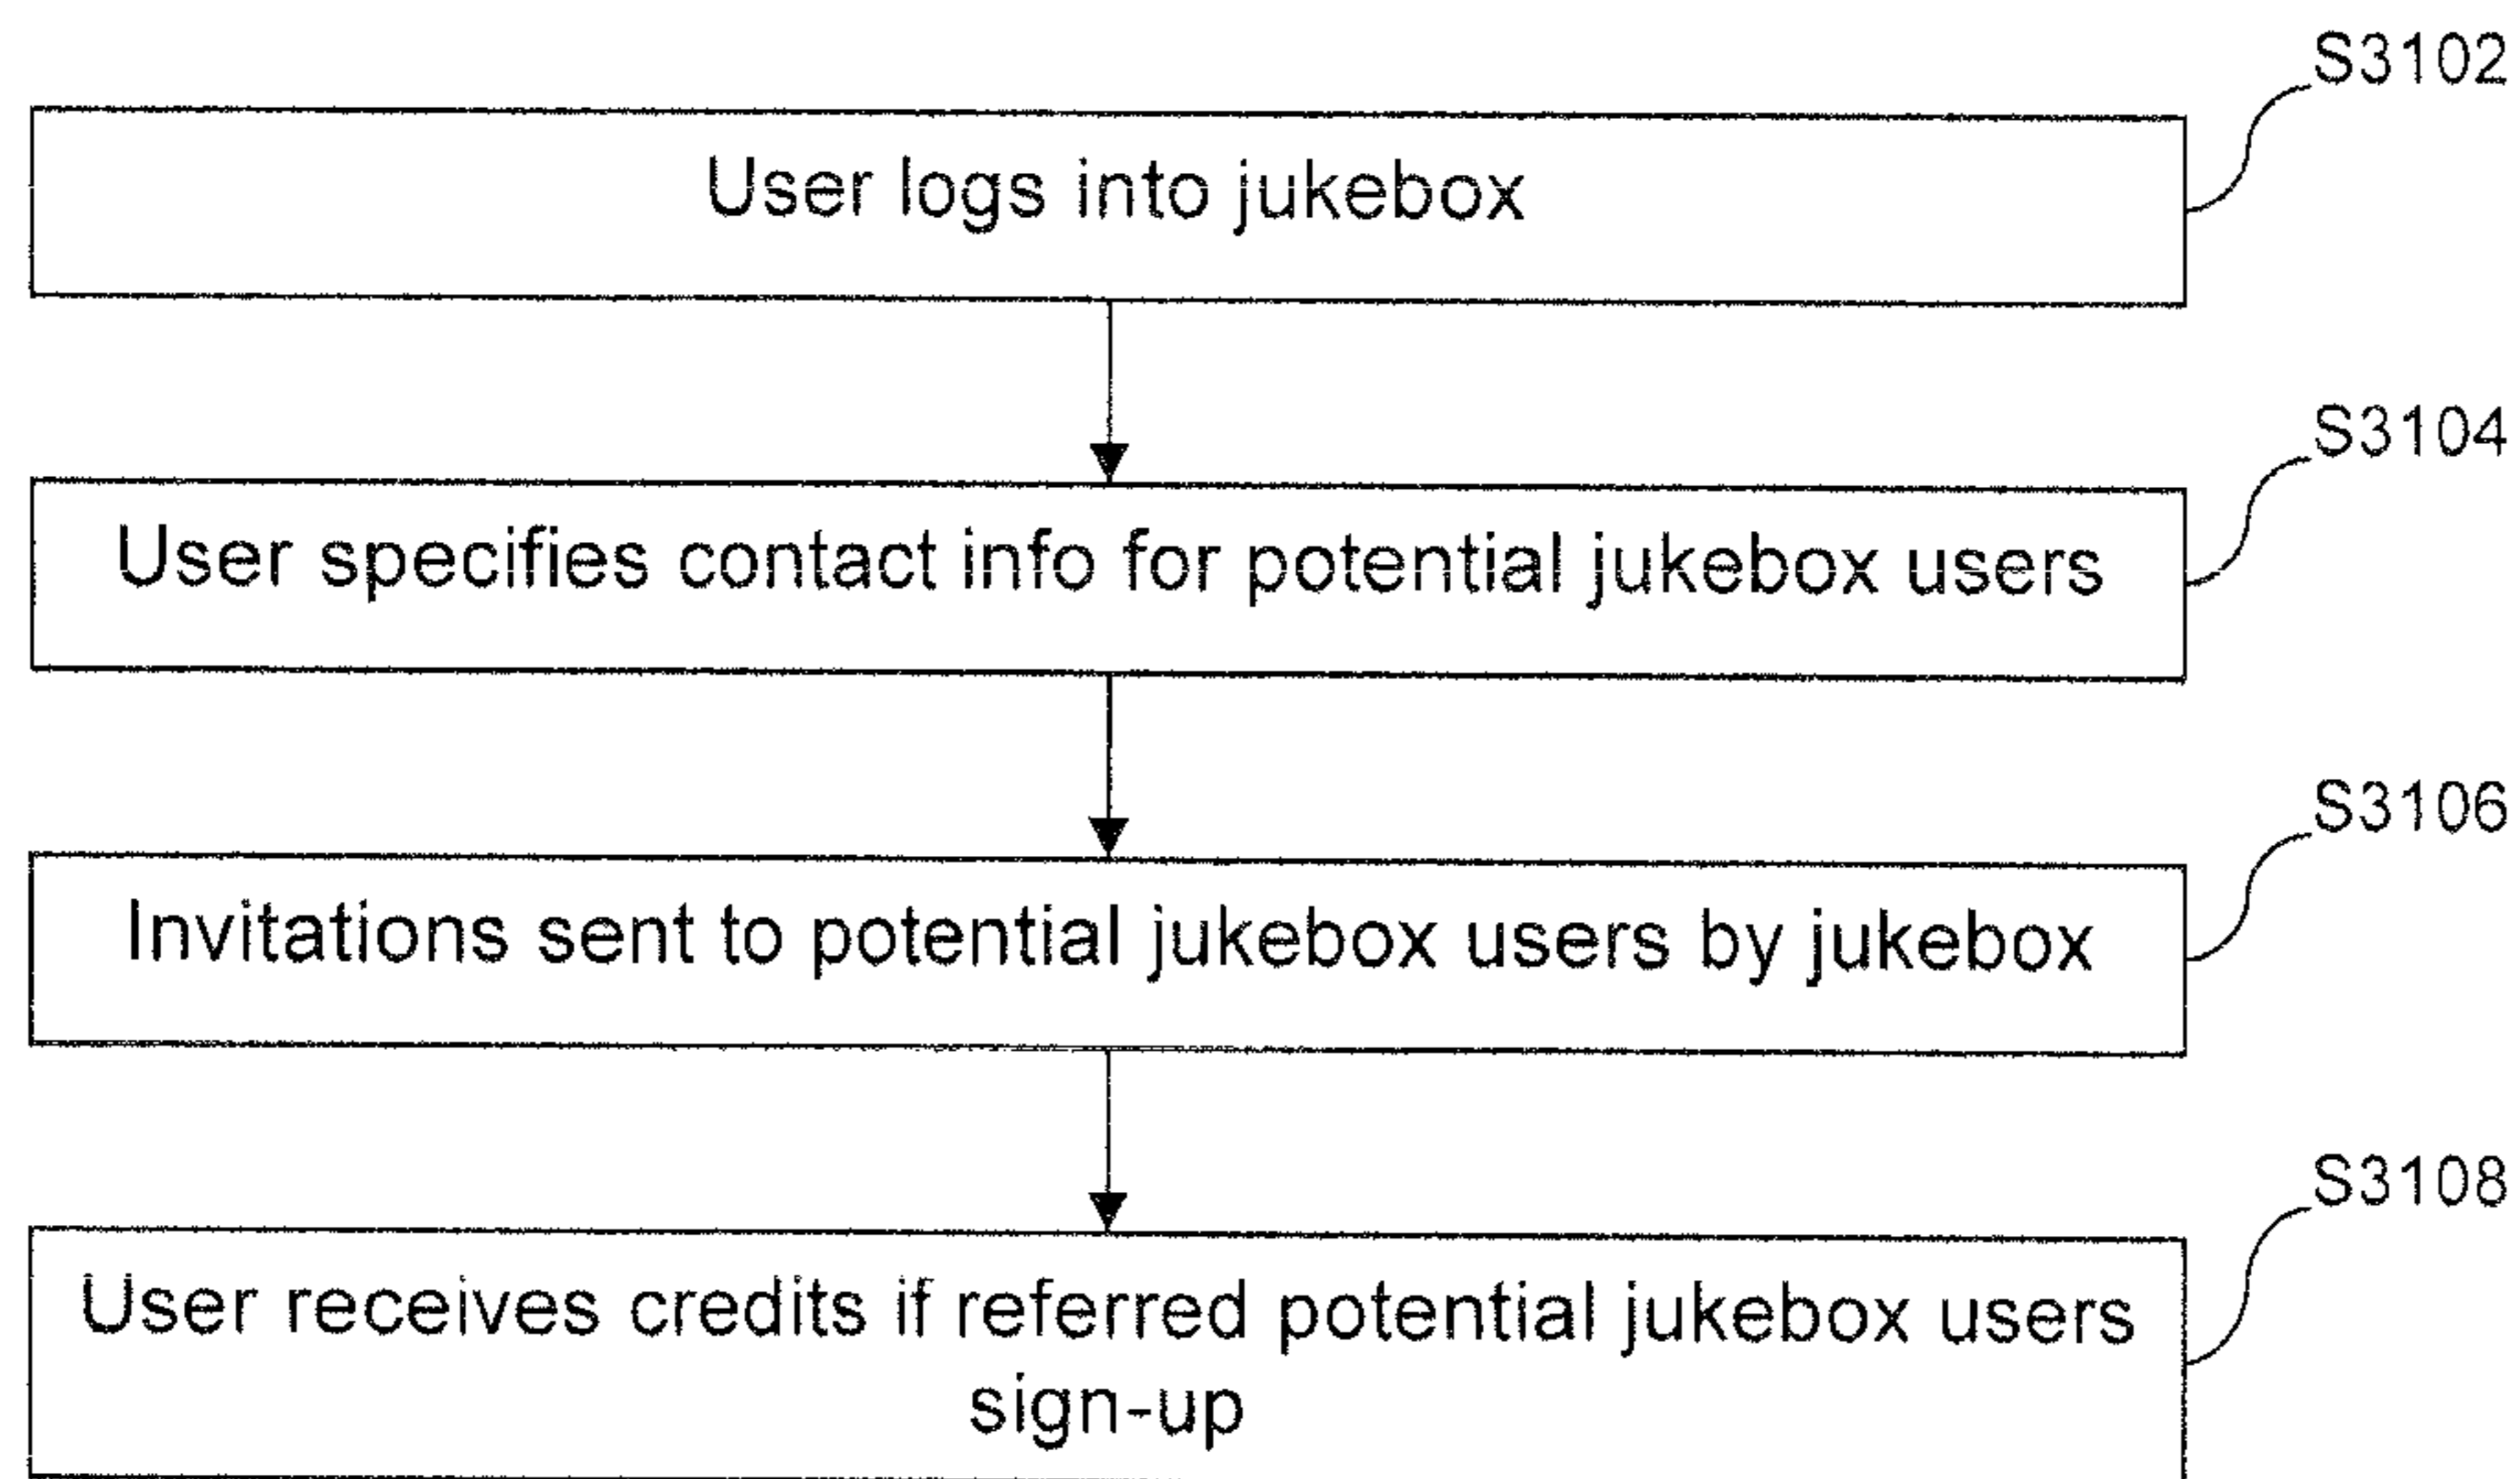 S3102
User logs into jukebox
S3104
User specifies contact info for potential jukebox users
S3106
Invitations sent to potential jukebox users by jukebox
S3108
User receives credits if referred potential jukebox users
sign-up